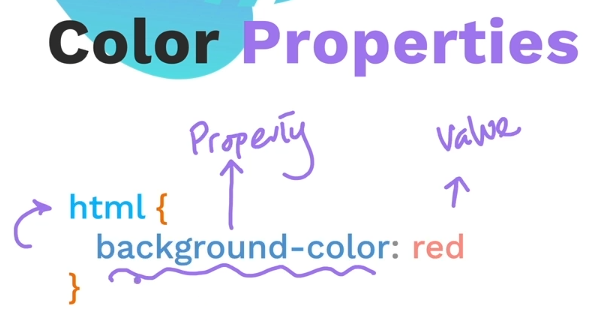 Color Properties
Property value
html {
background-color: red
}